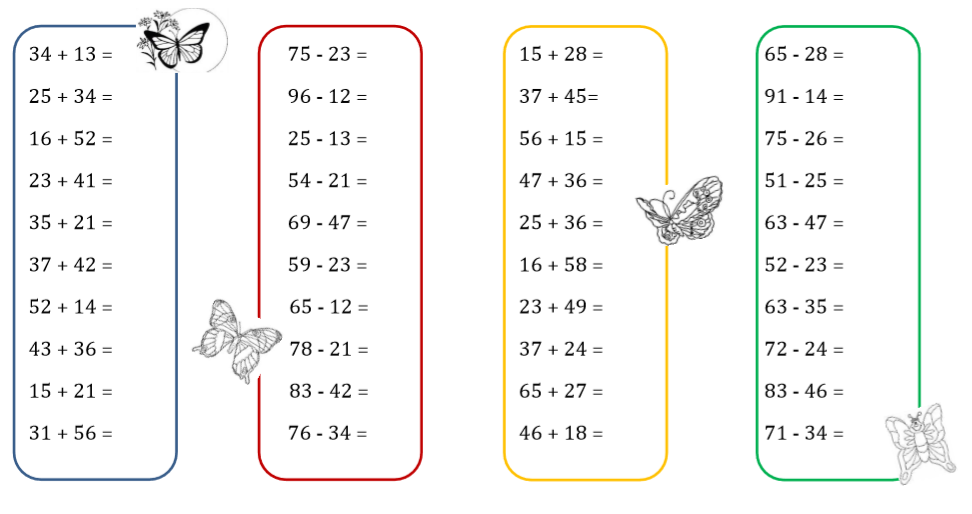 34 + 13 =
25 + 34 =
16 + 52 =
23 + 41 =
35 + 21 =
37 + 42 =
52 + 14 =
43 + 36 =
15 + 21 =
31 + 56 =
75 - 23 =
96 - 12 =
25 - 13 =
54 - 21 =
69 - 47 =
59 - 23 =
65 - 12 =
78 - 21 =
83 - 42 =
76 - 34 =
15 + 28 =
37 + 45=
56 + 15 =
47 + 36 =
25 + 36 =
16 + 58 =
23 + 49 =
37 + 24 =
65 + 27 =
46 + 18 =
65 - 28 =
91 - 14 =
75 - 26 =
51 - 25 =
63 - 47 =
52 - 23 =
63 - 35 =
72 - 24 =
83 - 46 =
71 - 34 =